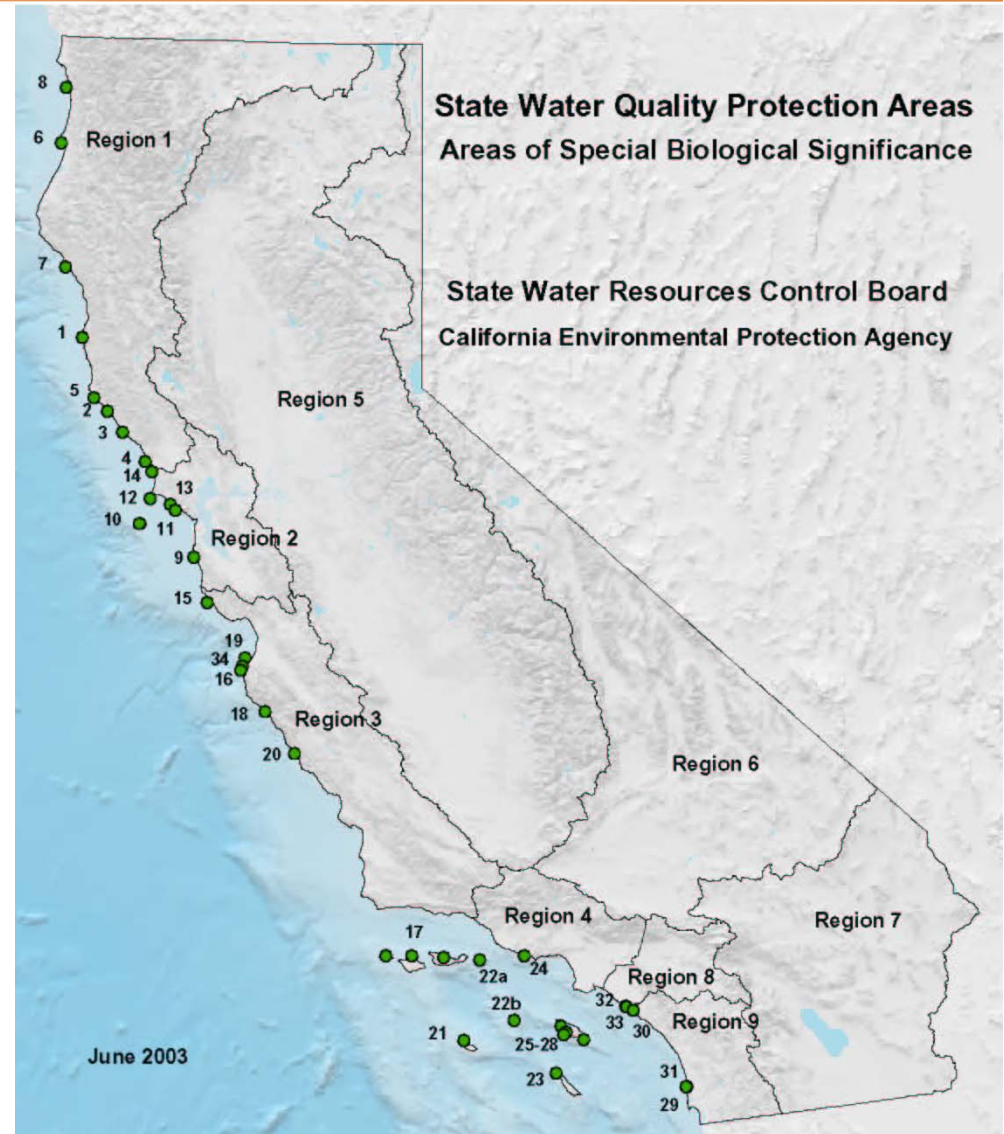 State Water Quality Protection Areas
Areas of Special Biological Significance
State Water Resources Control Board
California Environmental Protection Agency
8
6
Region 1
7
1
5
Region 5
2
3
4
14
13
12
10
11
Region 2
9
15
19
34
16
18
Region 3
20
Region 6
Region 4
Region 7
17
24
22a
Region 8
32
22b
33
30
Region 9
21
25-28
June 2003
23
31
29